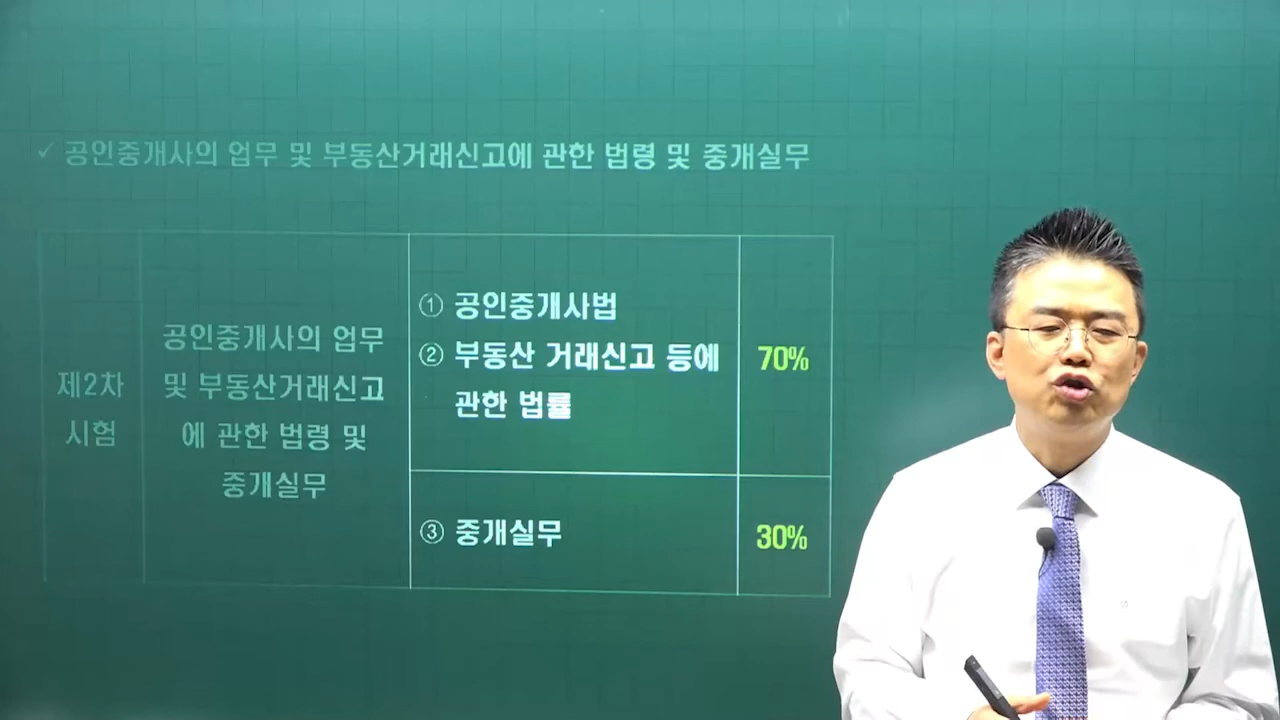 ✓ 공인중개사의 업무 및 부동산거래신고에 관한 법령 및 중개실무
제2차
시험
공인중개사의 업무
및 부동산거래신고
에 관한 법령 및
중개실무
① 공인중개사법
② 부동산 거래신고 등에
관한 법률
70%
③ 중개실무
30%